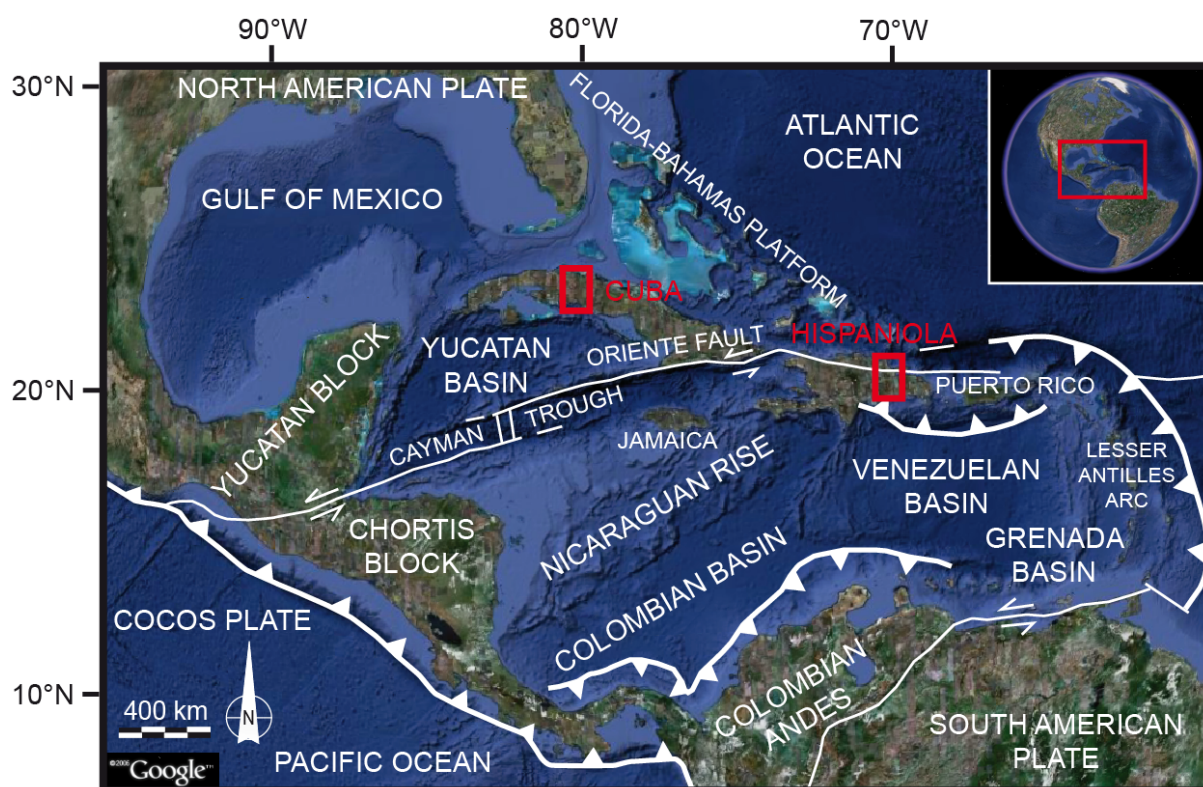 90°W
80°W
70°W
30°N
20°N
10°N
NORTH AMERICAN PLATE
FLORIDA-BAHAMAS PLATFORM
ATLANTIC
OCEAN
GULF OF MEXICO
CUBA
HISPANIOLA
YUCATAN BLOCK
YUCATAN
BASIN
ORIENTE FAULT
PUERTO RICO
CAYMAN
TROUGH
JAMAICA
LESSER
ANTILLES
ARC
VENEZUELAN
BASIN
NICARAGUAN RISE
CHORTIS
BLOCK
GRENADA
BASIN
COLOMBIAN BASIN
COCOS PLATE
COLOMBIAN
ANDES
400 km
N
SOUTH AMERICAN
PLATE
PACIFIC OCEAN
©2006 Google™